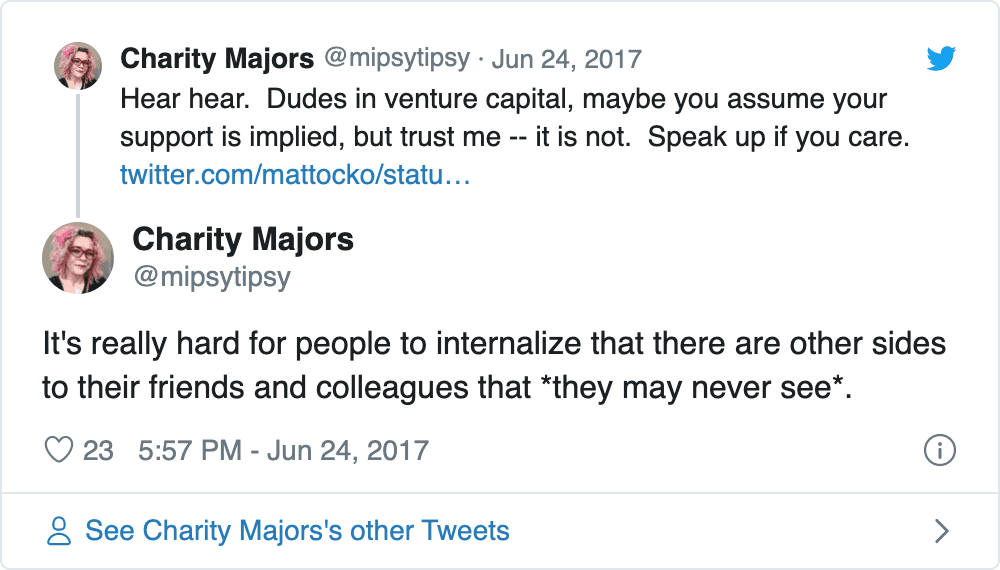 Charity Majors @mipsytipsy · Jun 24, 2017
Hear hear.  Dudes in venture capital, maybe you assume your
support is implied, but trust me -- it is not.  Speak up if you care.
twitter.com/mattocko/statu…
Charity Majors
@mipsytipsy
It's really hard for people to internalize that there are other sides
to their friends and colleagues that *they may never see*.
23 5:57 PM - Jun 24, 2017
See Charity Majors's other Tweets